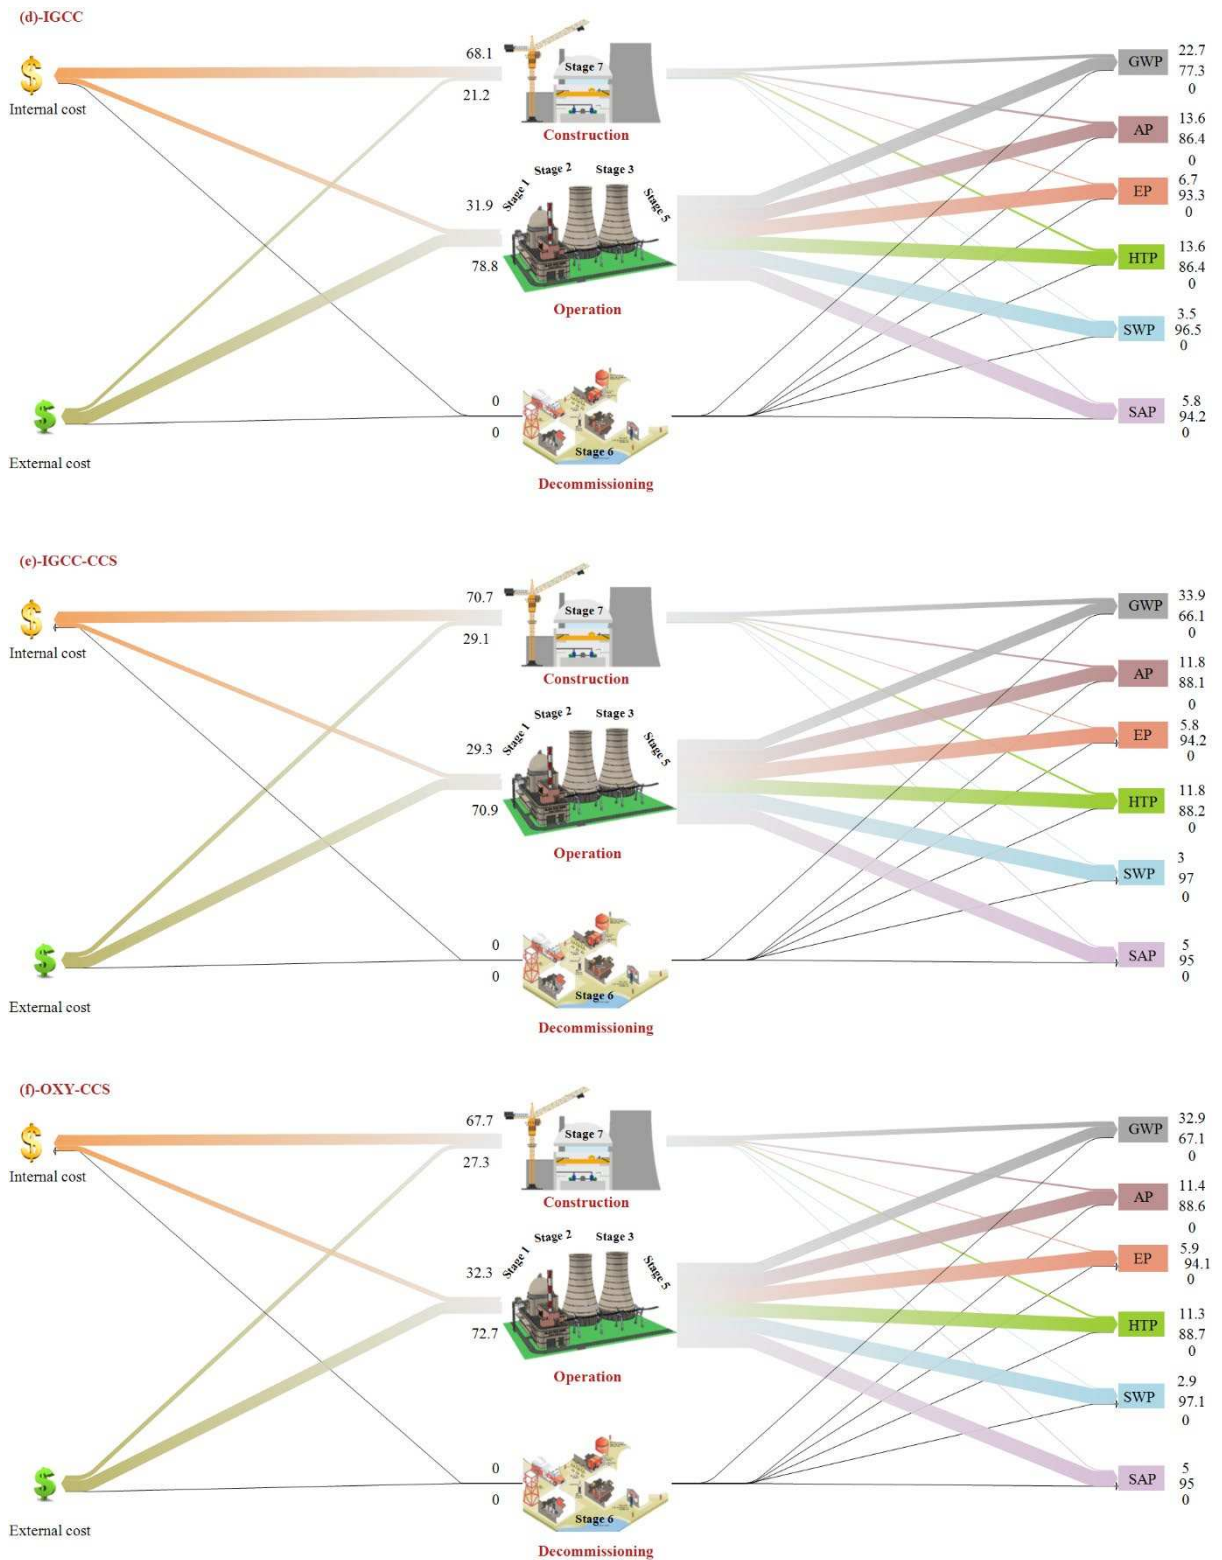 (d)-IGCC
Internal cost
External cost
68.1
21.2
31.9
78.8
0
0
Stage 7
Construction
Stage 1
Stage 2
Stage 3
Stage 5
Operation
Stage 6
Decommissioning
GWP
22.7
77.3
0
AP
13.6
86.4
0
EP
6.7
93.3
0
HTP
13.6
86.4
0
SWP
3.5
96.5
0
SAP
5.8
94.2
0
(e)-IGCC-CCS
Internal cost
External cost
70.7
29.1
29.3
70.9
0
0
Stage 7
Construction
Stage 1
Stage 2
Stage 3
Stage 5
Operation
Stage 6
Decommissioning
GWP
33.9
66.1
0
AP
11.8
88.1
0
EP
5.8
94.2
0
HTP
11.8
88.2
0
SWP
3
97
0
SAP
5
95
0
(f)-OXY-CCS
Internal cost
External cost
67.7
27.3
32.3
72.7
0
0
Stage 7
Construction
Stage 1
Stage 2
Stage 3
Stage 5
Operation
Stage 6
Decommissioning
GWP
32.9
67.1
0
AP
11.4
88.6
0
EP
5.9
94.1
0
HTP
11.3
88.7
0
SWP
2.9
97.1
0
SAP
5
95
0